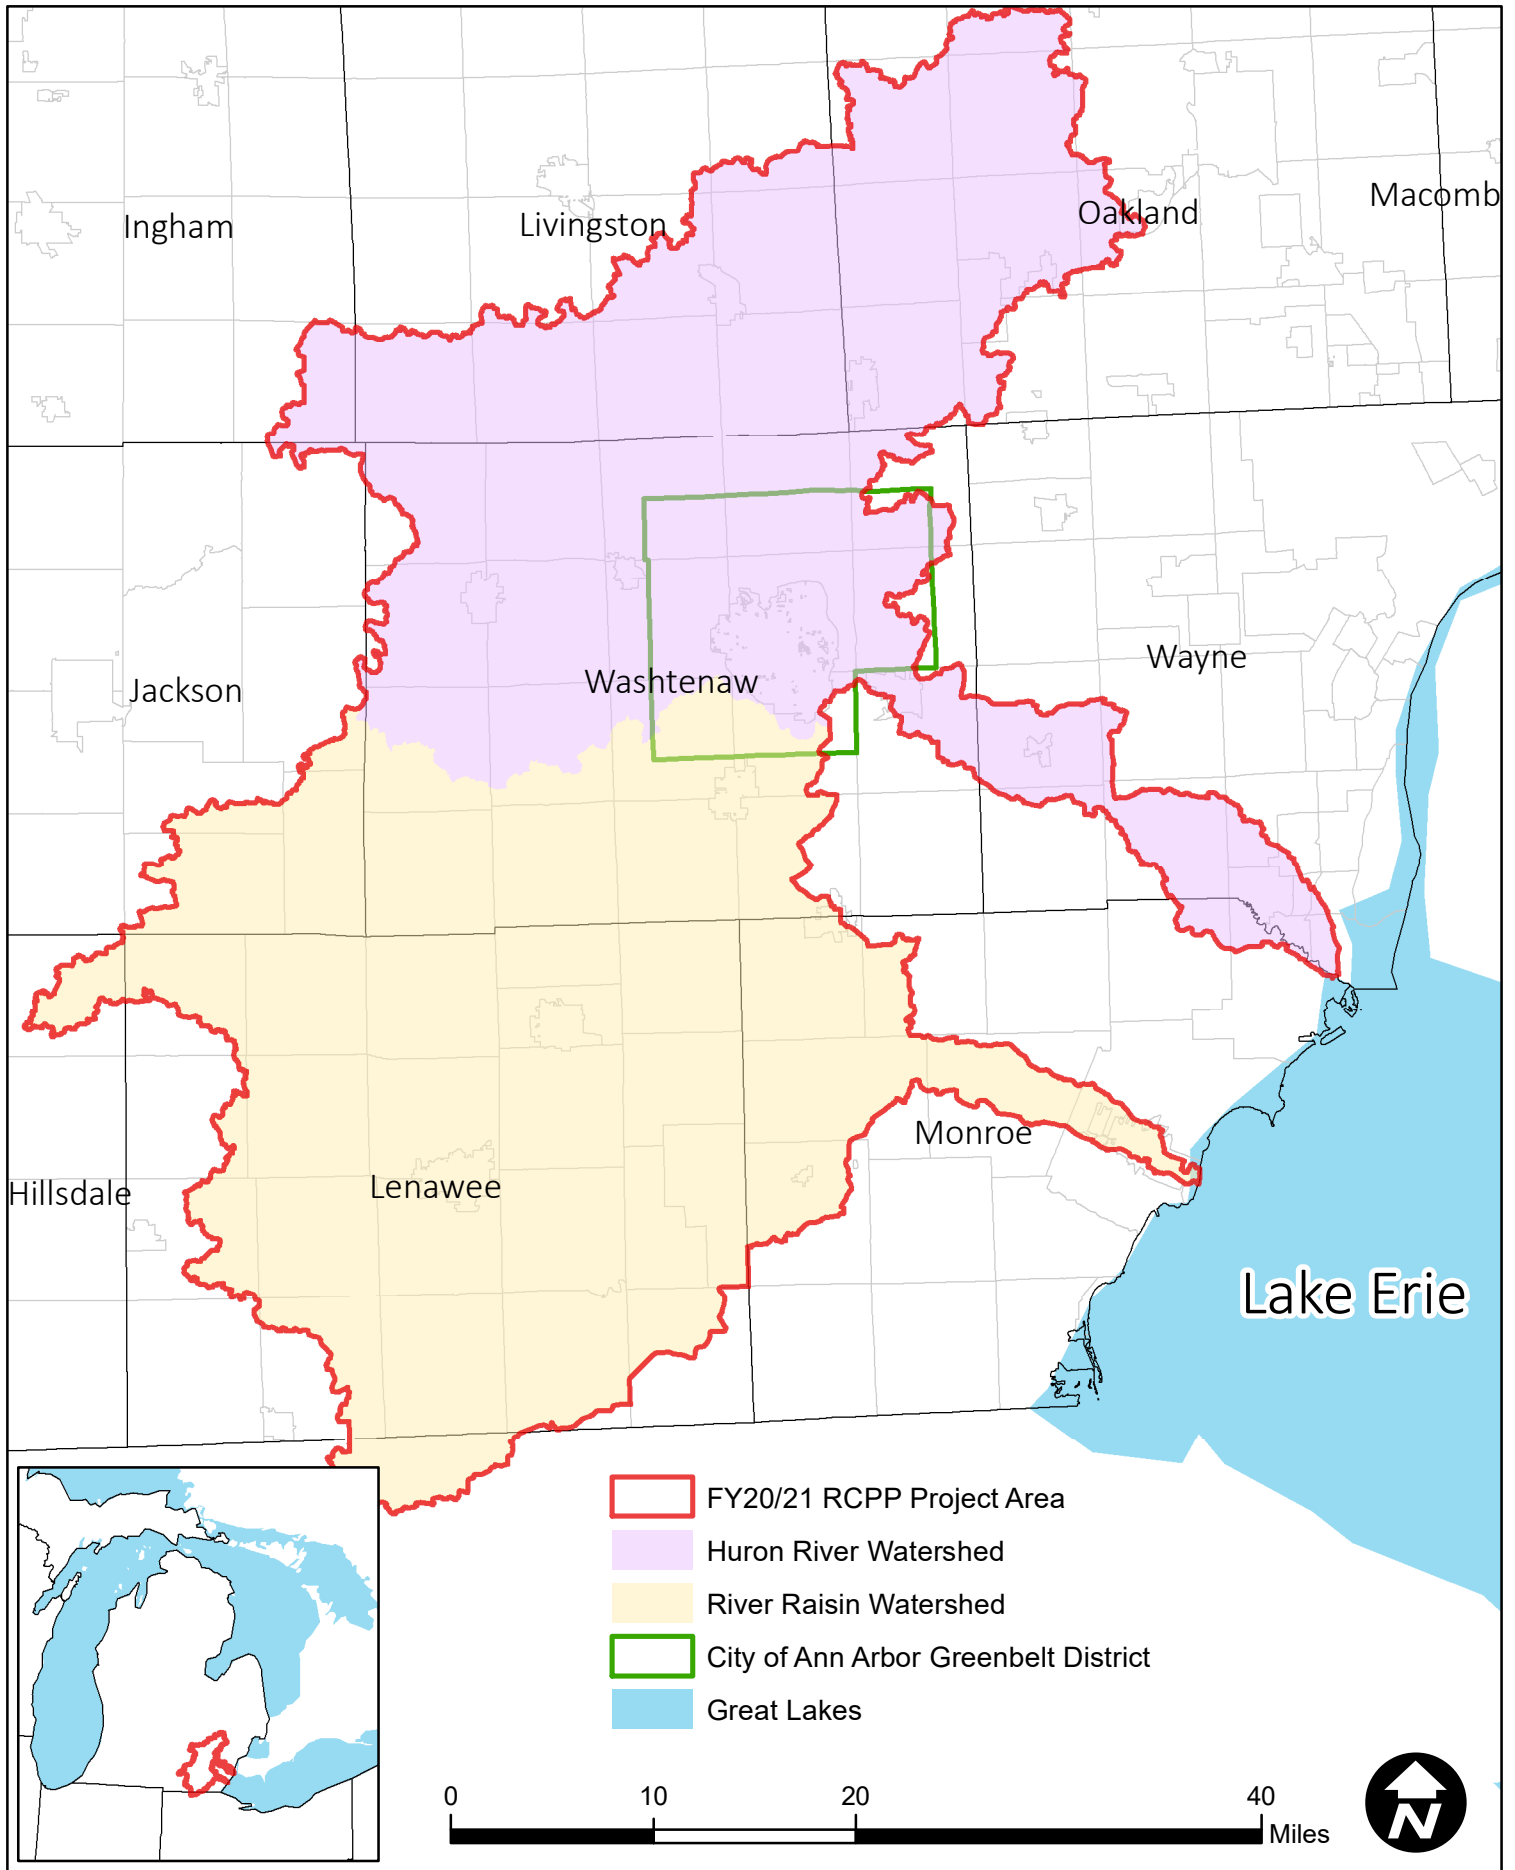 Macomb
Oakland
Livingston
Ingham
Wayne
Washtenaw
Jackson
Monroe
Lenawee
Hillsdale
Lake Erie
FY20/21 RCPP Project Area
Huron River Watershed
River Raisin Watershed
City of Ann Arbor Greenbelt District
Great Lakes
0 10 20 40
Miles
N